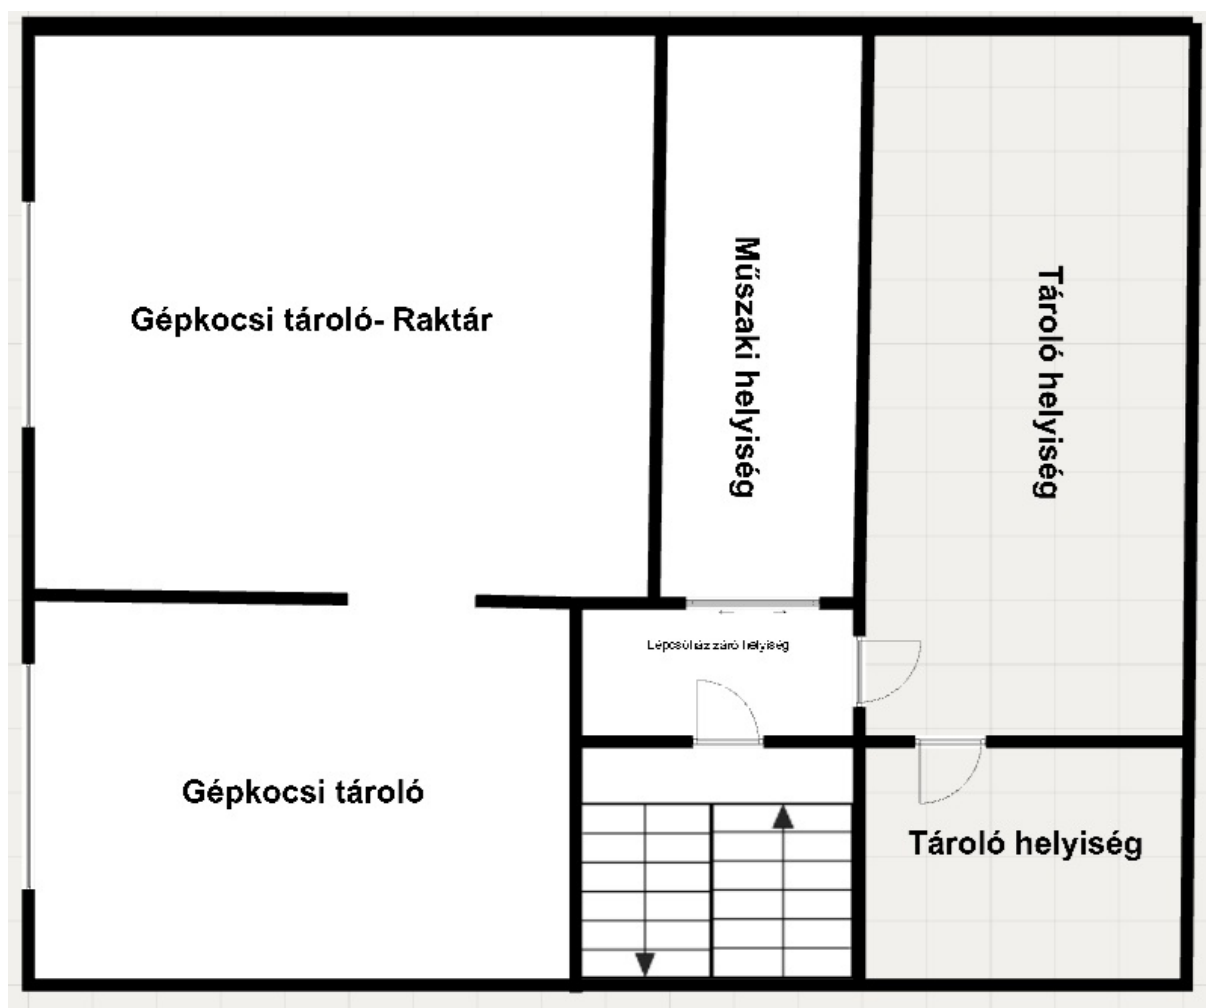 Gépkocsi tároló- Raktár
Műszaki helyiség
Tároló helyiség
Lépcsőház záró helyiség
Gépkocsi tároló
Tároló helyiség